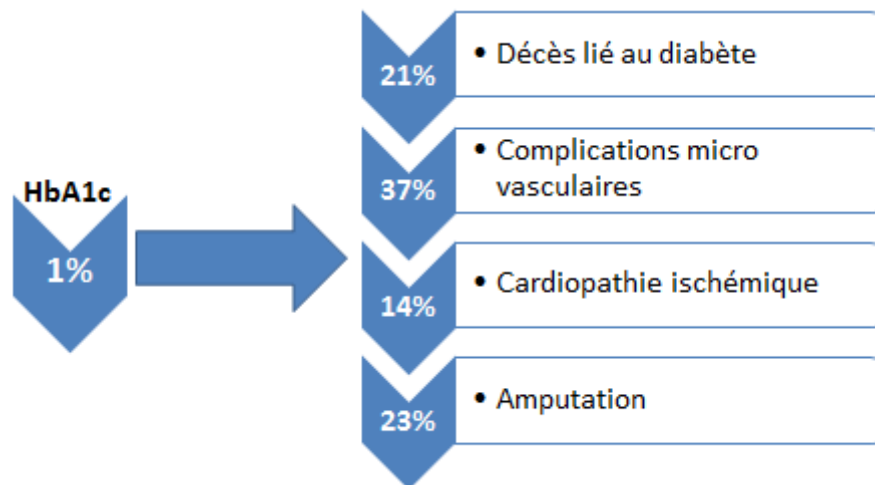 HbA1c
1%
21%
• Décès lié au diabète
37%
• Complications micro
vasculaires
14%
• Cardiopathie ischémique
23%
• Amputation